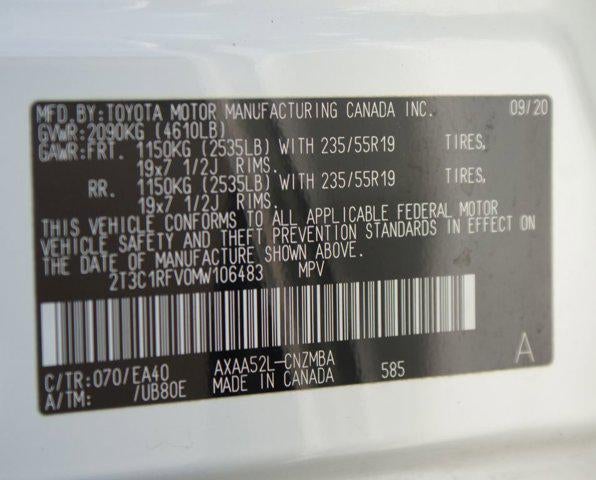 MFD. BY: TOYOTA MOTOR MANUFACTURING CANADA INC. 09/20
GVWR: 2090KG (4610LB)
GAWR: FRT. 1150KG (2535LB) WITH 235/55R19 TIRES,
19x7 1/2J RIMS.
RR. 1150KG (2535LB) WITH 235/55R19 TIRES,
19x7 1/2J RIMS.
THIS VEHICLE CONFORMS TO ALL APPLICABLE FEDERAL MOTOR
VEHICLE SAFETY AND THEFT PREVENTION STANDARDS IN EFFECT ON
THE DATE OF MANUFACTURE SHOWN ABOVE.
2T3C1RFV0MW106483 MPV
C/TR: 070/EA40 AXAA52L-CNZMBA A
A/TM: /UB80E MADE IN CANADA 585